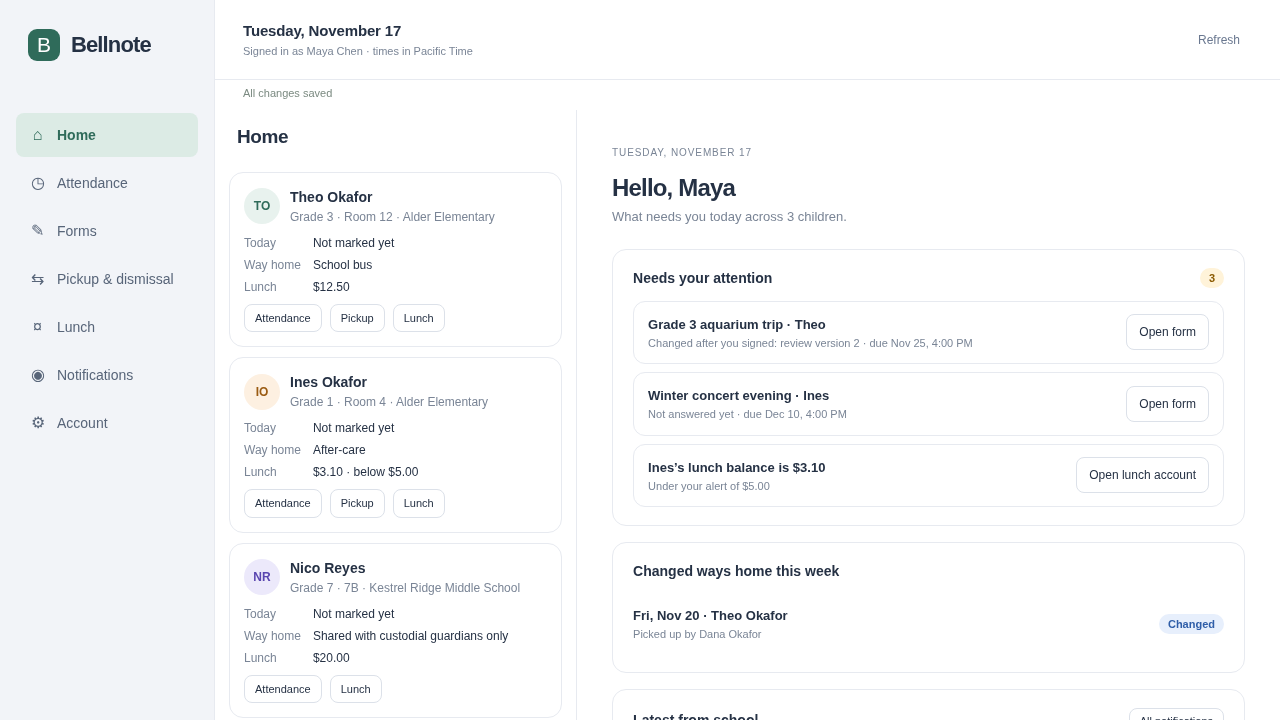 B Bellnote
Home
Attendance
Forms
Pickup & dismissal
Lunch
Notifications
Account
Tuesday, November 17
Signed in as Maya Chen · times in Pacific Time
Refresh
All changes saved
Home
TO
Theo Okafor
Grade 3 · Room 12 · Alder Elementary
Today Not marked yet
Way home School bus
Lunch $12.50
Attendance Pickup Lunch
IO
Ines Okafor
Grade 1 · Room 4 · Alder Elementary
Today Not marked yet
Way home After-care
Lunch $3.10 · below $5.00
Attendance Pickup Lunch
NR
Nico Reyes
Grade 7 · 7B · Kestrel Ridge Middle School
Today Not marked yet
Way home Shared with custodial guardians only
Lunch $20.00
Attendance Lunch
TUESDAY, NOVEMBER 17
Hello, Maya
What needs you today across 3 children.
Needs your attention 3
Grade 3 aquarium trip · Theo
Changed after you signed: review version 2 · due Nov 25, 4:00 PM
Open form
Winter concert evening · Ines
Not answered yet · due Dec 10, 4:00 PM
Open form
Ines’s lunch balance is $3.10
Under your alert of $5.00
Open lunch account
Changed ways home this week
Fri, Nov 20 · Theo Okafor
Picked up by Dana Okafor
Changed
Latest from school
All notifications